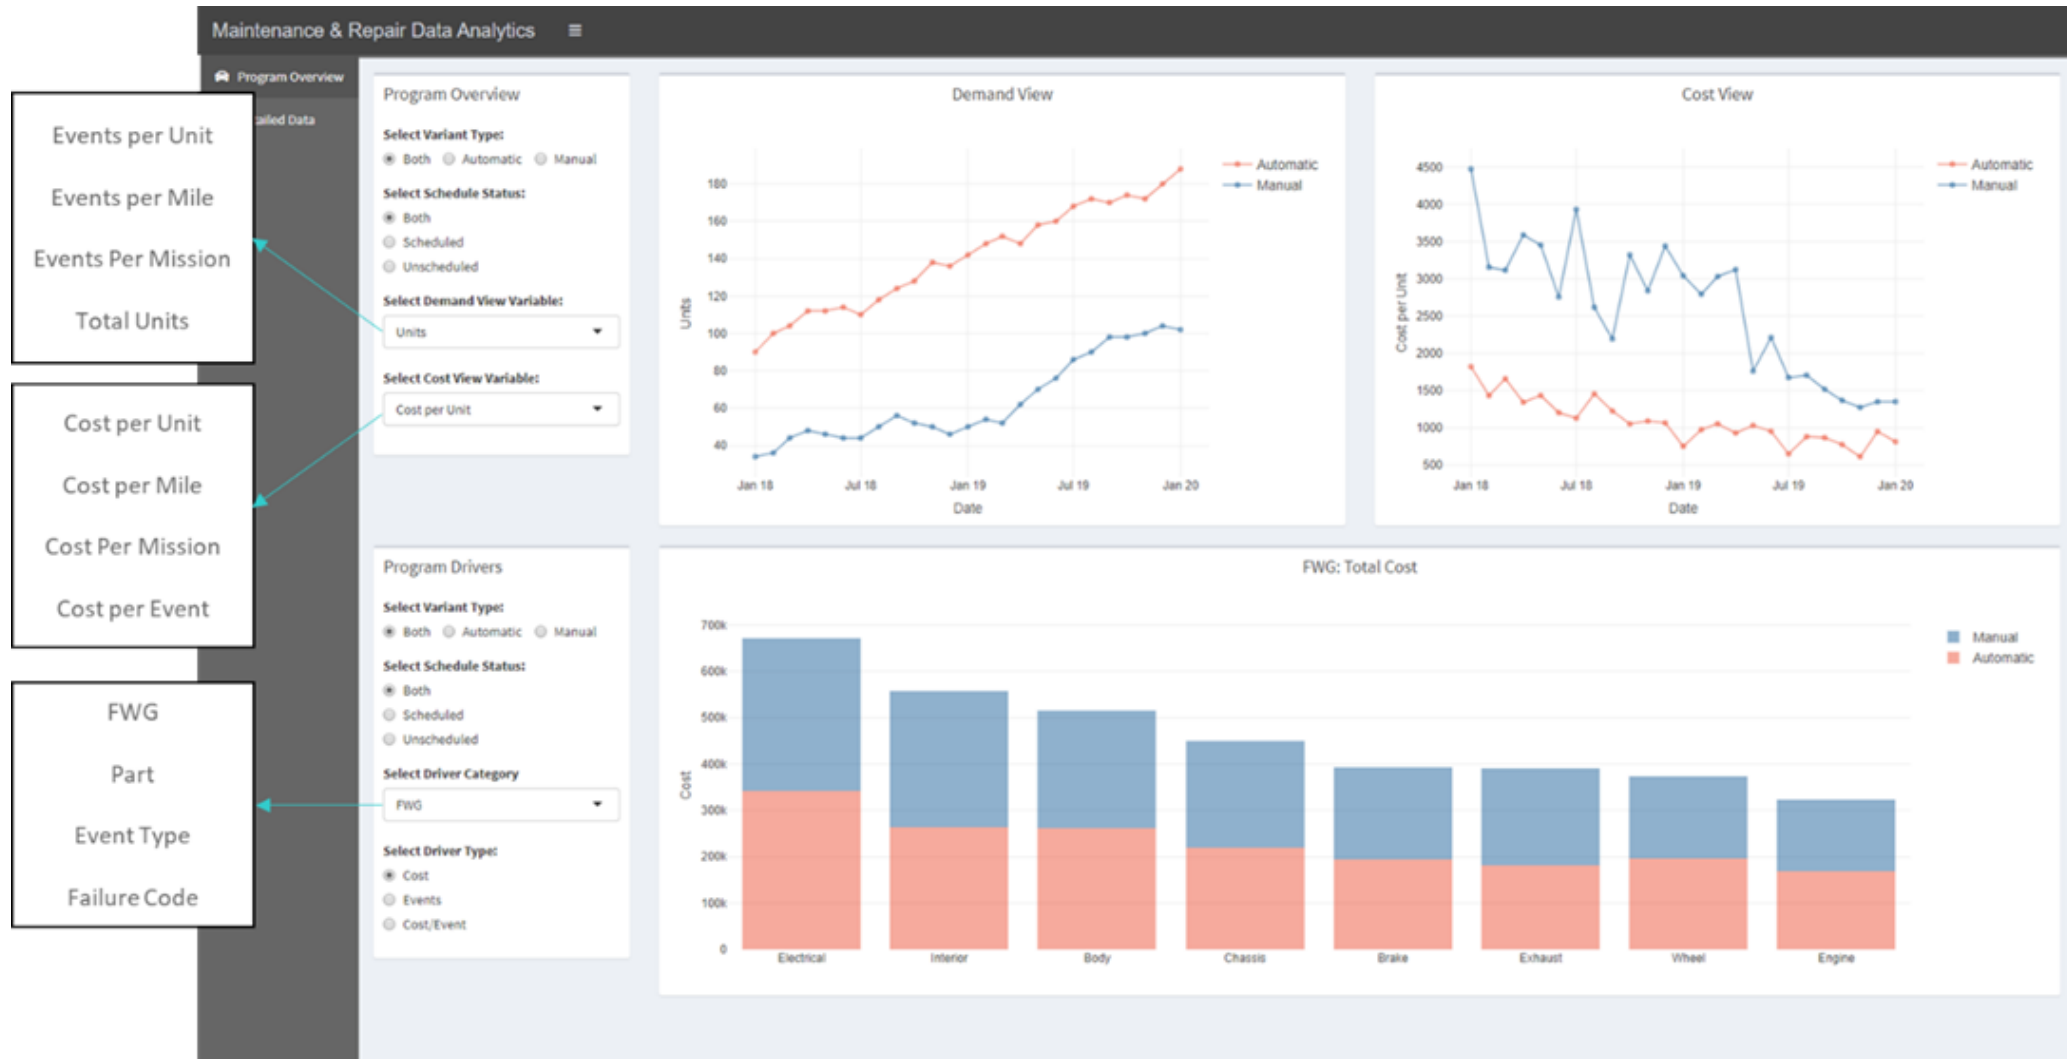 Maintenance & Repair Data Analytics
Program Overview
tailed Data
Events per Unit
Events per Mile
Events Per Mission
Total Units
Cost per Unit
Cost per Mile
Cost Per Mission
Cost per Event
FWG
Part
Event Type
Failure Code
Program Overview
Select Variant Type:
Both Automatic Manual
Select Schedule Status:
Both
Scheduled
Unscheduled
Select Demand View Variable:
Units
Select Cost View Variable:
Cost per Unit
Demand View
Automatic
Manual
180
160
140
120
100
80
60
40
Units
Jan 18 Jul 18 Jan 19 Jul 19 Jan 20
Date
Cost View
Automatic
Manual
4500
4000
3500
3000
2500
2000
1500
1000
500
Cost per Unit
Jan 18 Jul 18 Jan 19 Jul 19 Jan 20
Date
Program Drivers
Select Variant Type:
Both Automatic Manual
Select Schedule Status:
Both
Scheduled
Unscheduled
Select Driver Category
FWG
Select Driver Type:
Cost
Events
Cost/Event
FWG: Total Cost
Manual
Automatic
700k
600k
500k
400k
300k
200k
100k
0
Cost
Electrical Interior Body Chassis Brake Exhaust Wheel Engine